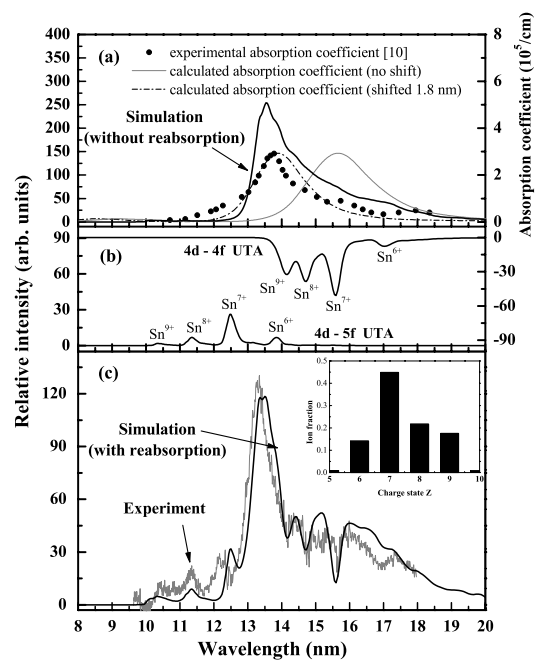 400
350
300
250
200
150
100
50
0
8
6
4
2
0
(a)
experimental absorption coefficient [10]
calculated absorption coefficient (no shift)
calculated absorption coefficient (shifted 1.8 nm)
Simulation
(without reabsorption)
Absorption coefficient (10⁵/cm)
Relative intensity (arb. units)
90
60
30
0
0
-30
-60
-90
(b)
4d - 4f UTA
Sn⁹⁺
Sn⁸⁺
Sn⁷⁺
Sn⁶⁺
Sn⁹⁺
Sn⁸⁺
Sn⁷⁺
Sn⁶⁺
4d - 5f UTA
(c)
120
90
60
30
0
Simulation
(with reabsorption)
Experiment
Ion fraction
0.5
0.4
0.3
0.2
0.1
0.0
5 6 7 8 9 10
Charge state Z
8 9 10 11 12 13 14 15 16 17 18 19 20
Wavelength (nm)